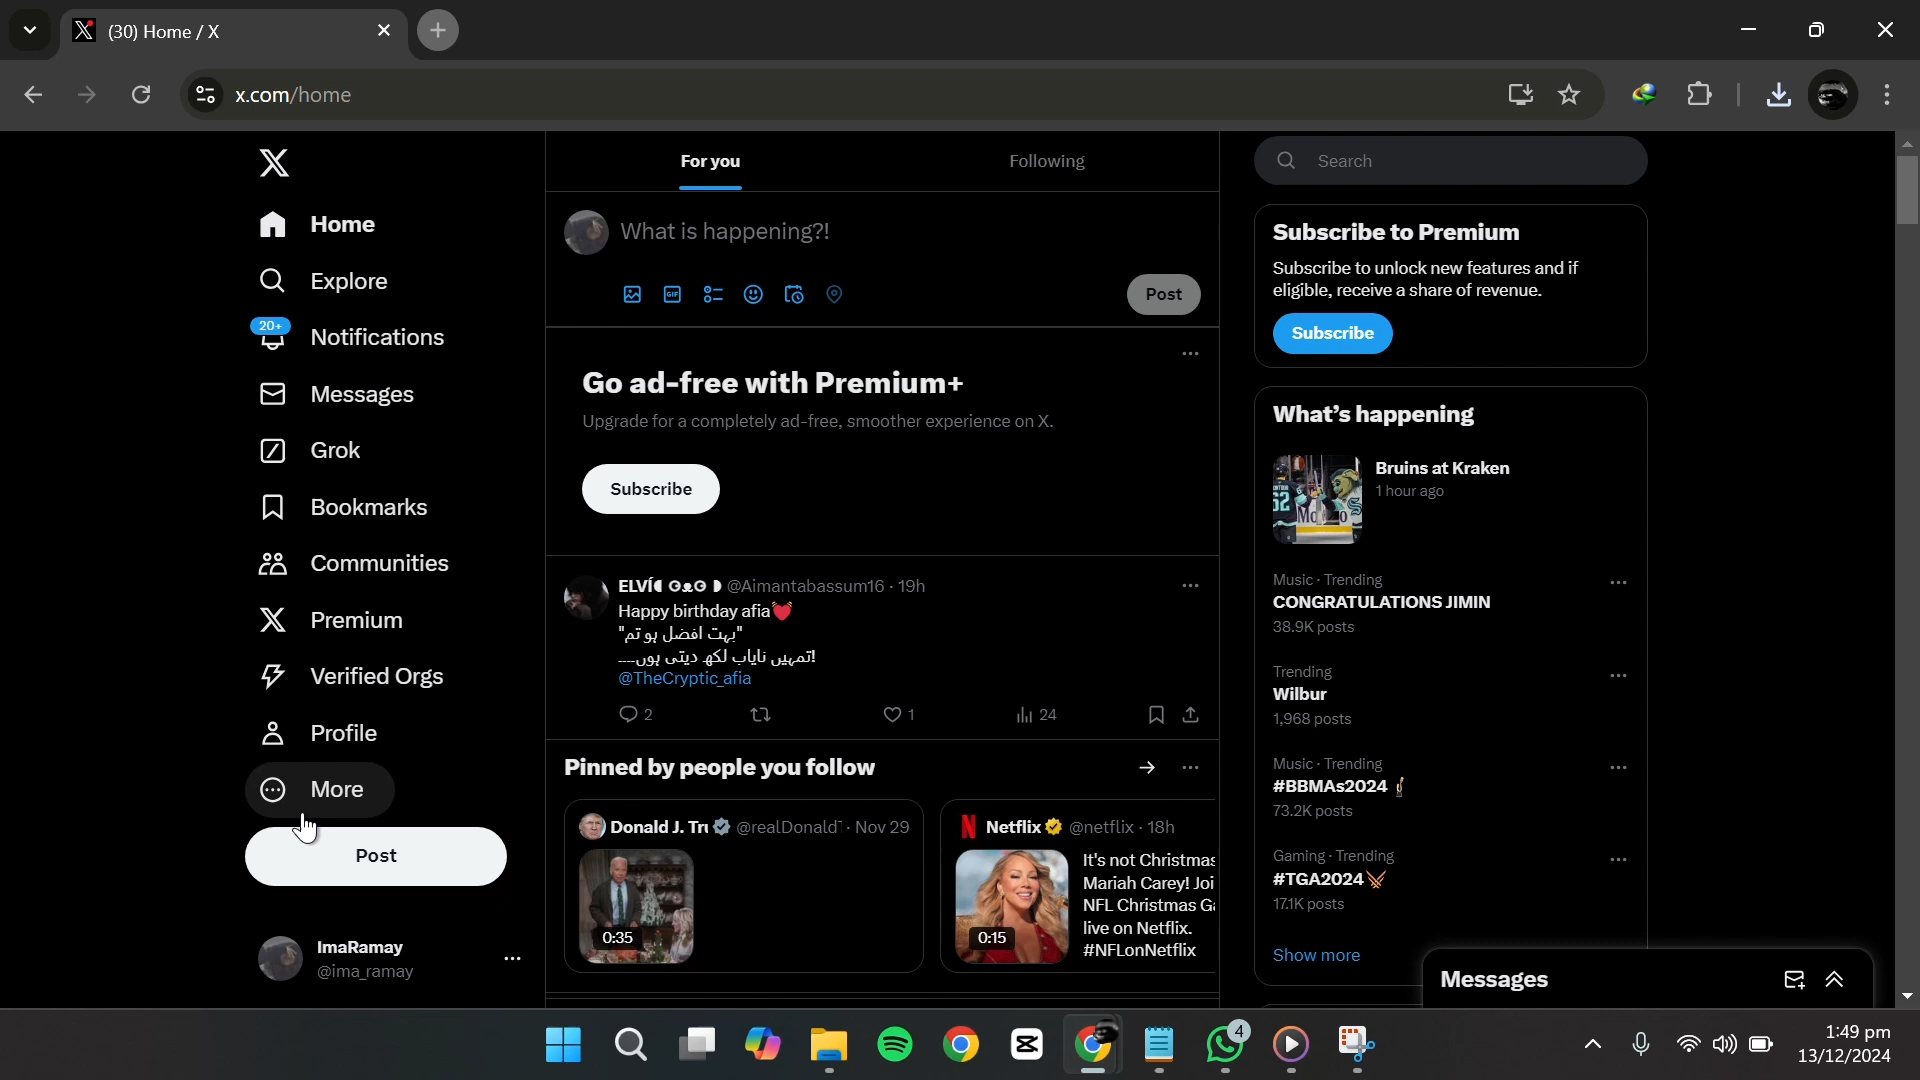 (30) Home / X
x.com/home
Home
Explore
20+
Notifications
Messages
Grok
Bookmarks
Communities
Premium
Verified Orgs
Profile
More
Post
ImaRamay
@ima_ramay
For you
Following
What is happening?!
GIF
Post
Go ad-free with Premium+
Upgrade for a completely ad-free, smoother experience on X.
Subscribe
@Aimantabassum16 · 19h
Happy birthday afia💓
"بہت افضل ہو تم"
تمہیں نایاب لکھ دیتی ہوں....!
@TheCryptic_afia
2
1
24
Pinned by people you follow
Donald J. Tru @realDonaldT · Nov 29
0:35
Netflix @netflix · 18h
It's not Christmas
Mariah Carey! Joi
NFL Christmas Ga
live on Netflix.
#NFLonNetflix
0:15
Search
Subscribe to Premium
Subscribe to unlock new features and if
eligible, receive a share of revenue.
Subscribe
What's happening
Bruins at Kraken
1 hour ago
Music · Trending
CONGRATULATIONS JIMIN
38.9K posts
Trending
Wilbur
1,968 posts
Music · Trending
#BBMAs2024
73.2K posts
Gaming · Trending
#TGA2024
17.1K posts
Show more
Messages
4
1:49 pm
13/12/2024